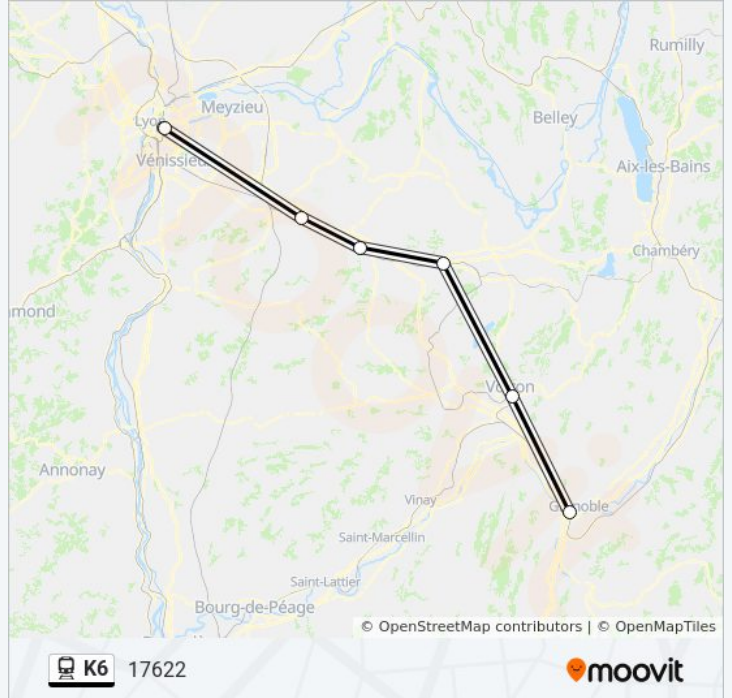 Rumilly
Meyzieu
Lyon
Belley
Vénissieux
Aix-les-Bains
Chambéry
mond
Voiron
Annonay
Vinay
Grenoble
Saint-Marcellin
Saint-Lattier
Bourg-de-Péage
© OpenStreetMap contributors | © OpenMapTiles
K6 17622
moovit